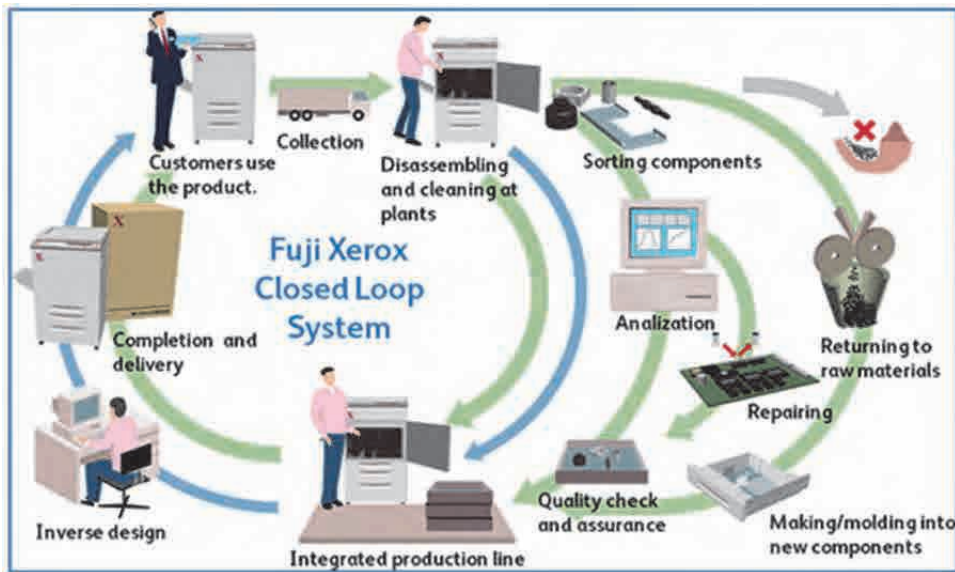 Customers use
the product.
Collection
Disassembling
and cleaning at
plants
Sorting components
Fuji Xerox
Closed Loop
System
Analization
Returning to
raw materials
Repairing
Completion and
delivery
Inverse design
Integrated production line
Quality check
and assurance
Making/molding into
new components
X
X
X
X